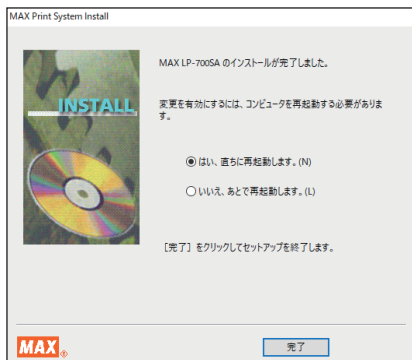 MAX Print System Install
INSTALL
MAX LP-700SA のインストールが完了しました。
変更を有効にするには、コンピュータを再起動する必要がありま
す。
はい、直ちに再起動します。(N)
いいえ、あとで再起動します。(L)
[完了] をクリックしてセットアップを終了します。
MAX®
完了